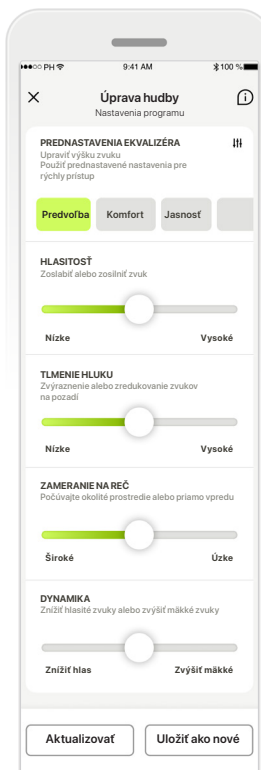 PH 9:41 AM 100 %
Úprava hudby
Nastavenia programu
PREDNASTAVENIA EKVALIZÉRA
Upraviť výšku zvuku
Použiť prednastavené nastavenia pre
rýchly prístup
Predvoľba Komfort Jasnosť
HLASITOSŤ
Zoslabiť alebo zosilniť zvuk
Nízke Vysoké
TLMENIE HLUKU
Zvýraznenie alebo zredukovanie zvukov
na pozadí
Nízke Vysoké
ZAMERANIE NA REČ
Počúvajte okolité prostredie alebo priamo vpredu
Široké Úzke
DYNAMIKA
Znížiť hlasité zvuky alebo zvýšiť mäkké zvuky
Znížiť hlas Zvýšiť mäkké
Aktualizovať Uložiť ako nové